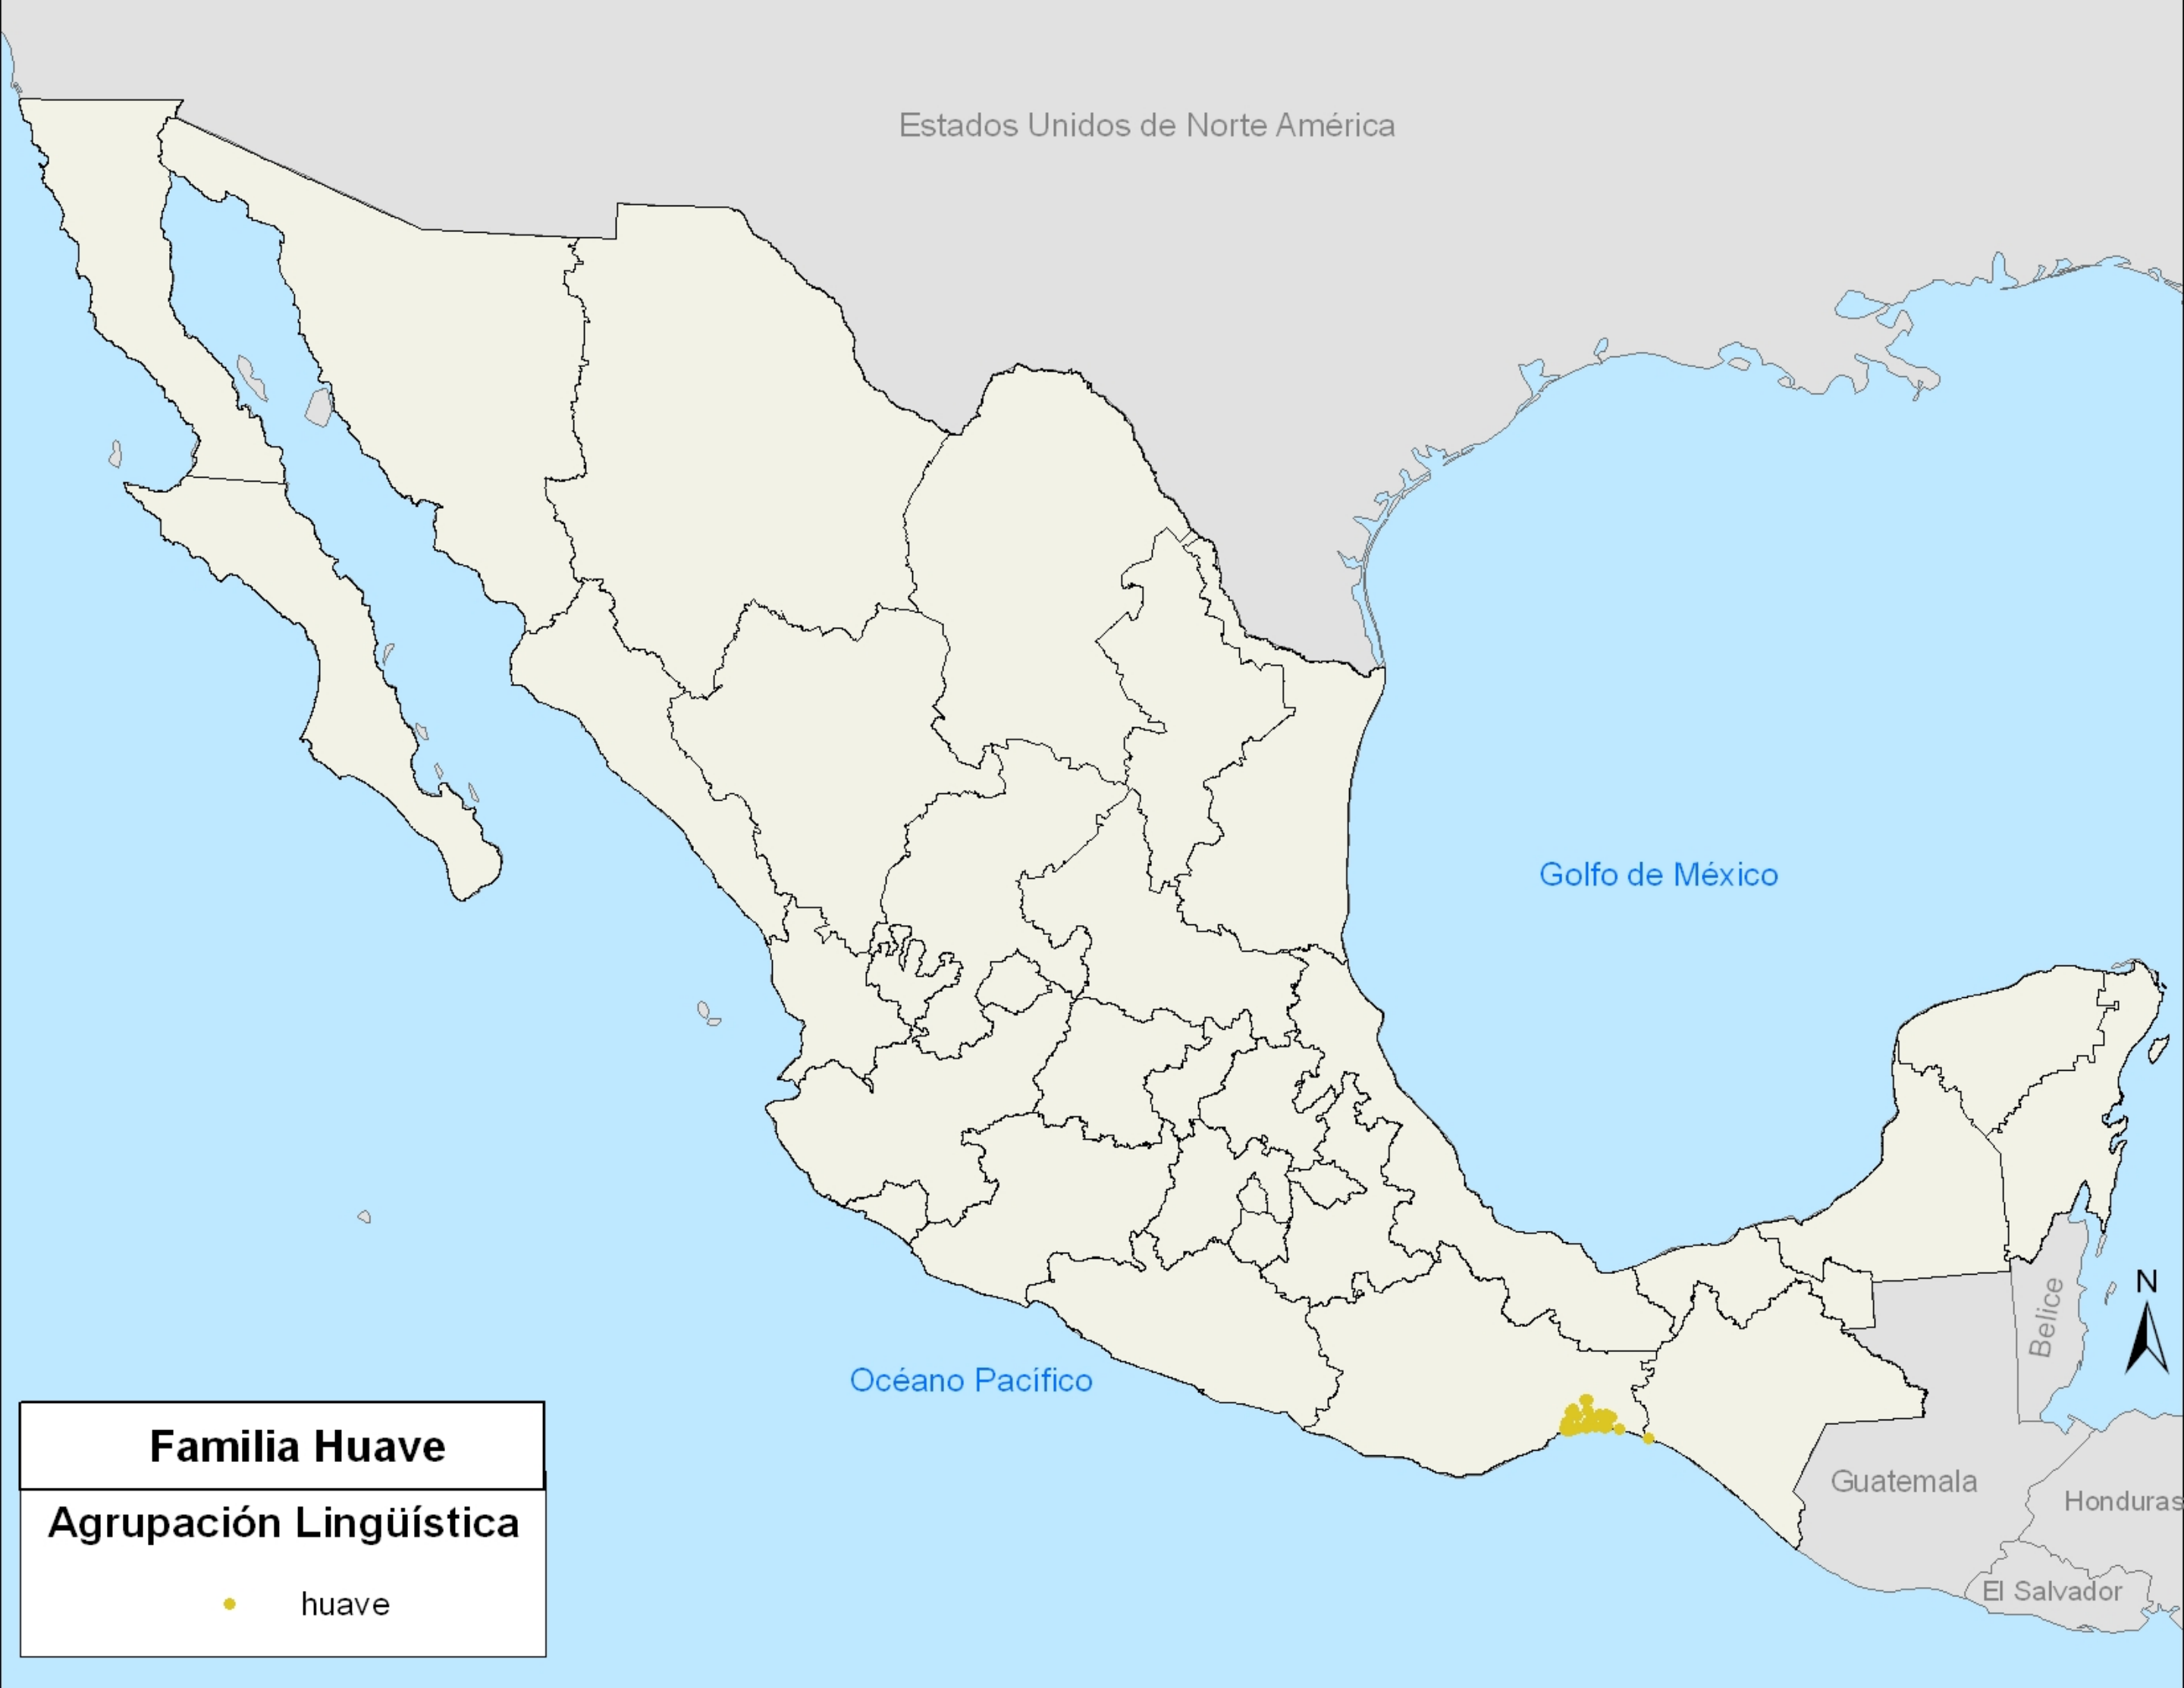 Estados Unidos de Norte América
Golfo de México
Océano Pacífico
N
Belice
Guatemala
Honduras
El Salvador
Familia Huave
Agrupación Lingüística
huave